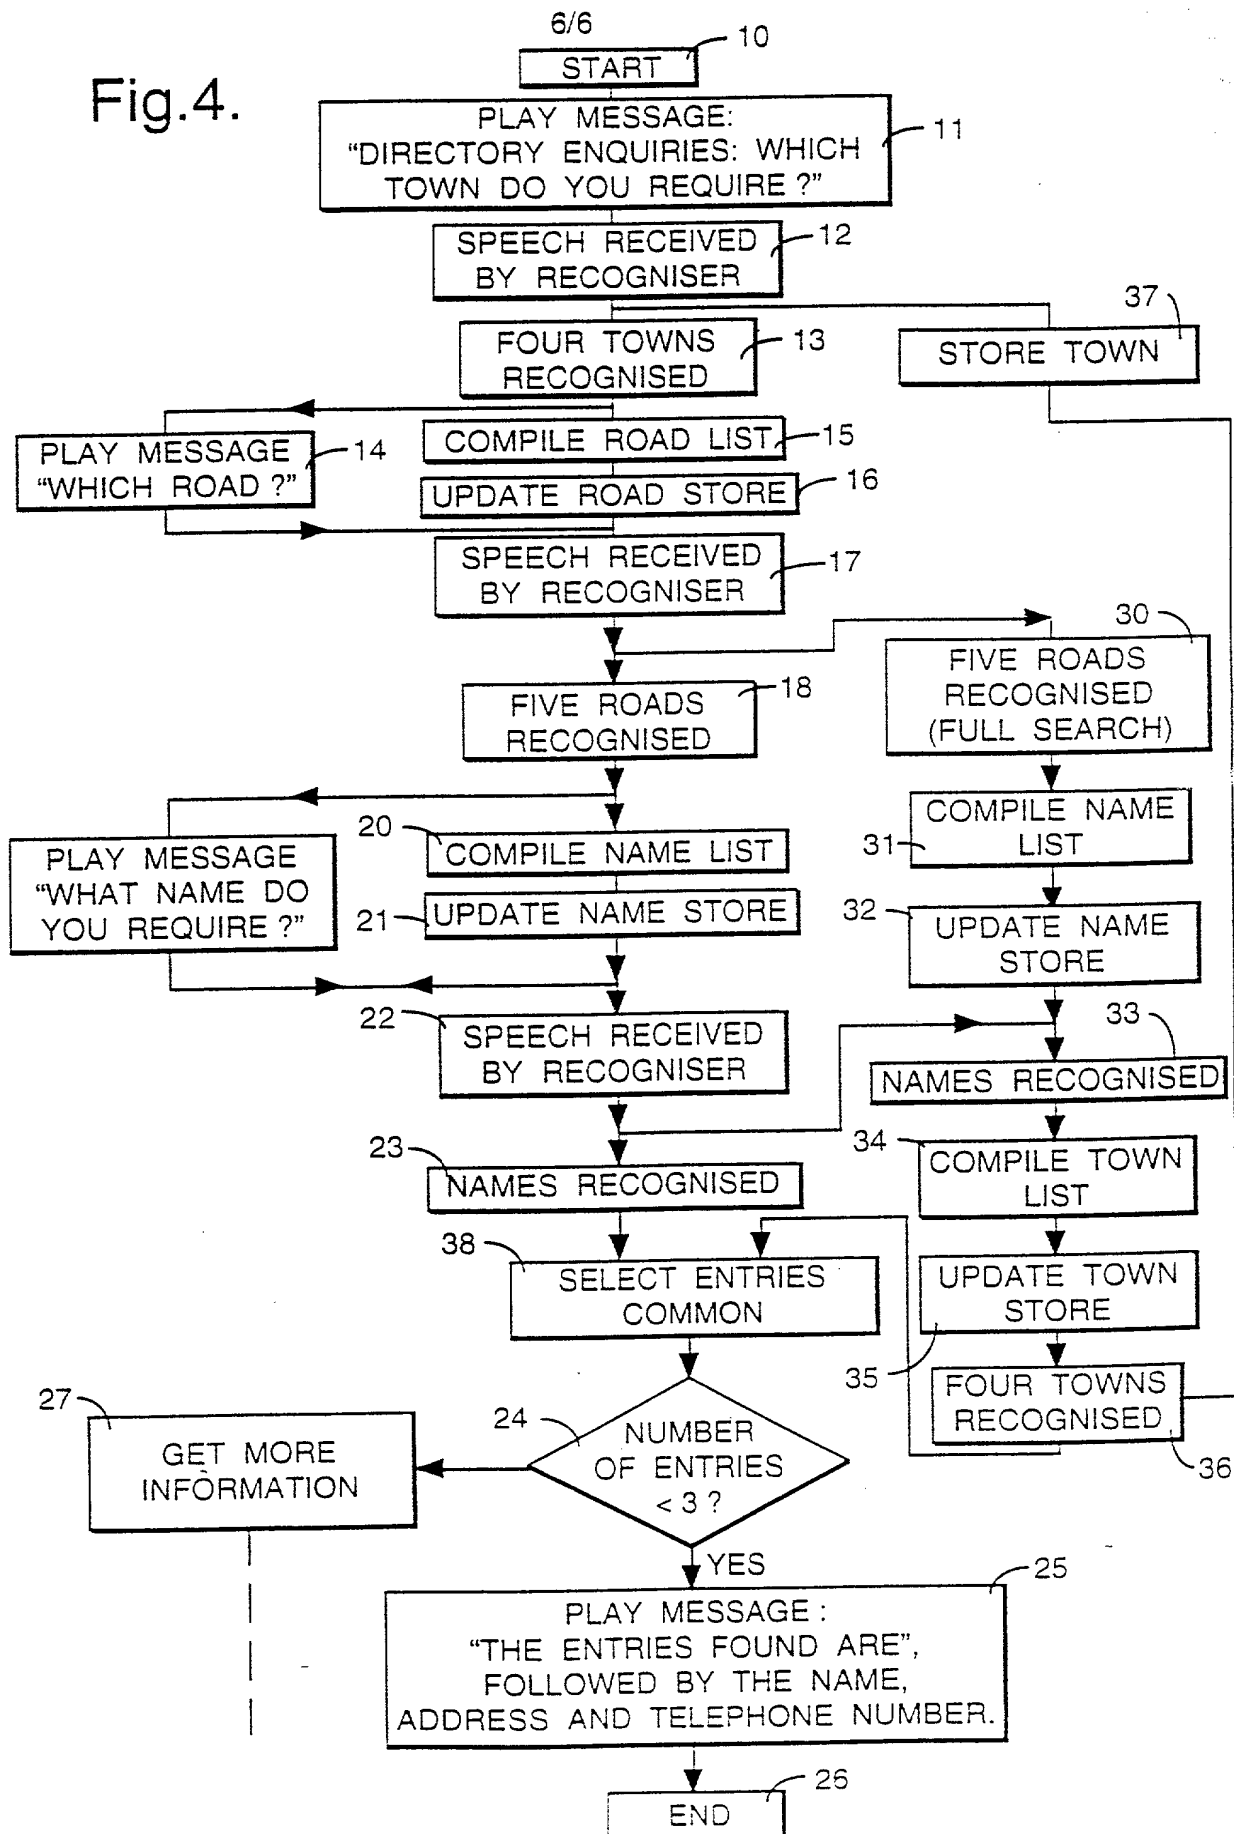 6/6
10
START
Fig.4.
PLAY MESSAGE:
“DIRECTORY ENQUIRIES: WHICH
TOWN DO YOU REQUIRE?”
11
SPEECH RECEIVED
BY RECOGNISER
12
FOUR TOWNS
RECOGNISED
13
37
STORE TOWN
PLAY MESSAGE
“WHICH ROAD?”
14
COMPILE ROAD LIST
15
UPDATE ROAD STORE
16
SPEECH RECEIVED
BY RECOGNISER
17
30
FIVE ROADS
RECOGNISED
(FULL SEARCH)
18
FIVE ROADS
RECOGNISED
COMPILE NAME
LIST
31
20
COMPILE NAME LIST
PLAY MESSAGE
“WHAT NAME DO
YOU REQUIRE?”
21
UPDATE NAME STORE
32
UPDATE NAME
STORE
22
SPEECH RECEIVED
BY RECOGNISER
33
NAMES RECOGNISED
23
NAMES RECOGNISED
34
COMPILE TOWN
LIST
38
SELECT ENTRIES
COMMON
UPDATE TOWN
STORE
35
FOUR TOWNS
RECOGNISED
36
27
GET MORE
INFORMATION
24
NUMBER
OF ENTRIES
< 3 ?
YES
25
PLAY MESSAGE :
“THE ENTRIES FOUND ARE”,
FOLLOWED BY THE NAME,
ADDRESS AND TELEPHONE NUMBER.
26
END